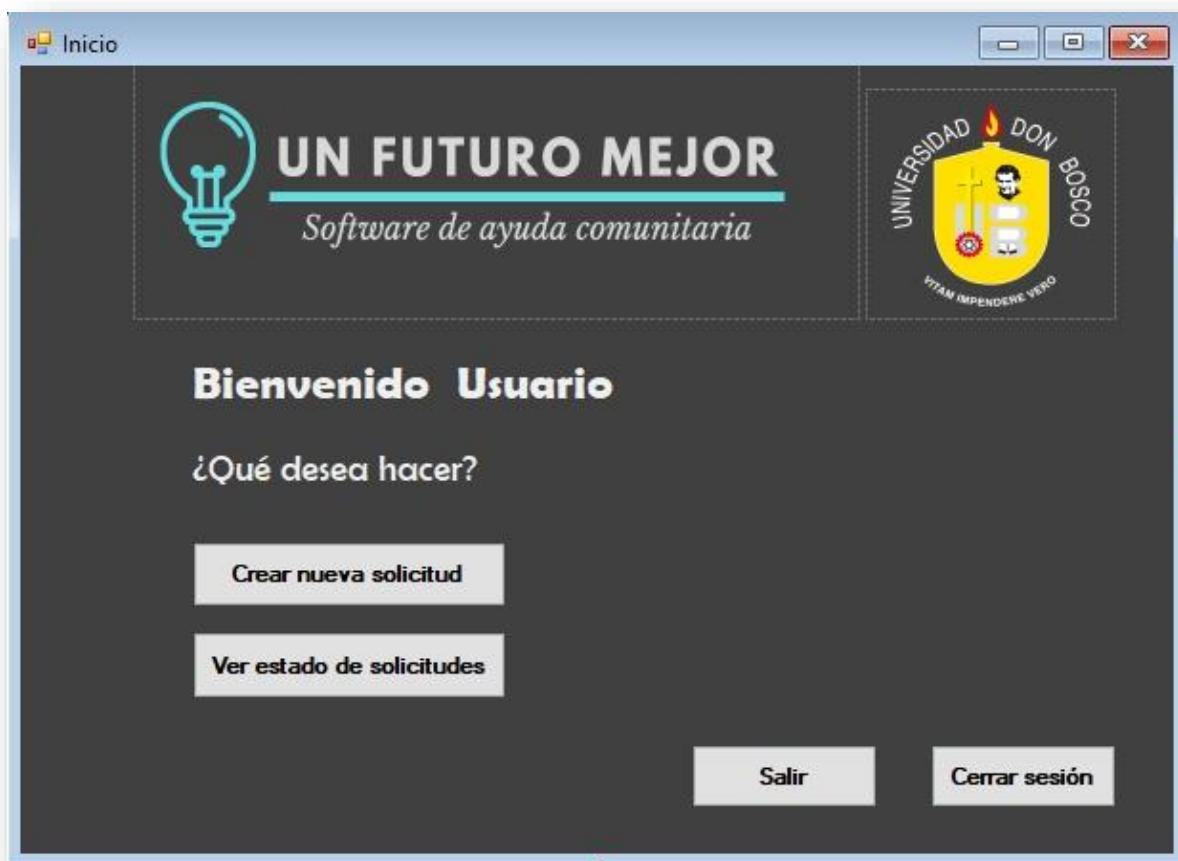 Inicio
UN FUTURO MEJOR
Software de ayuda comunitaria
UNIVERSIDAD DON BOSCO
UB
VITAM IMPENDERE VERO
Bienvenido Usuario
¿Qué desea hacer?
Crear nueva solicitud
Ver estado de solicitudes
Salir
Cerrar sesión